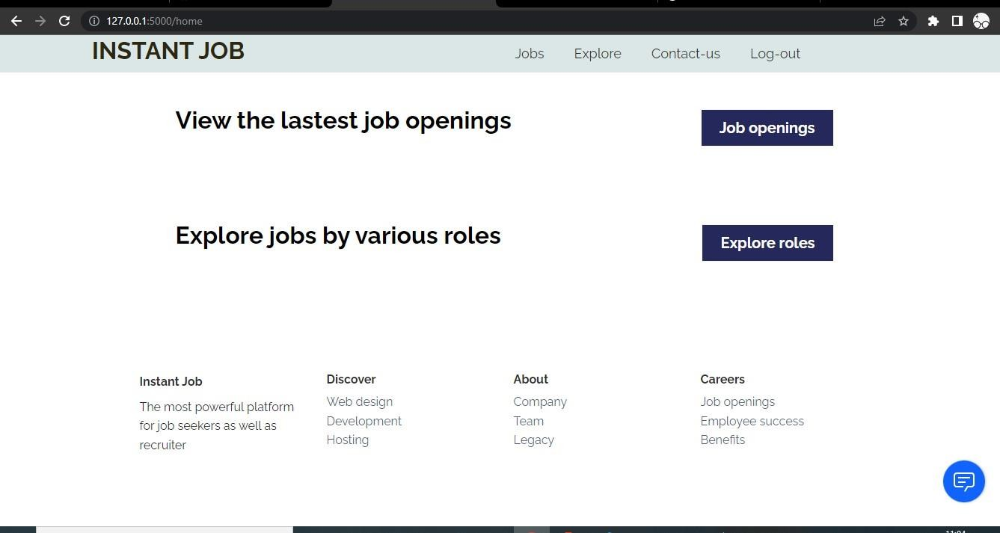 127.0.0.1:5000/home
INSTANT JOB
Jobs Explore Contact-us Log-out
View the lastest job openings
Job openings
Explore jobs by various roles
Explore roles
Instant Job
The most powerful platform
for job seekers as well as
recruiter
Discover
Web design
Development
Hosting
About
Company
Team
Legacy
Careers
Job openings
Employee success
Benefits